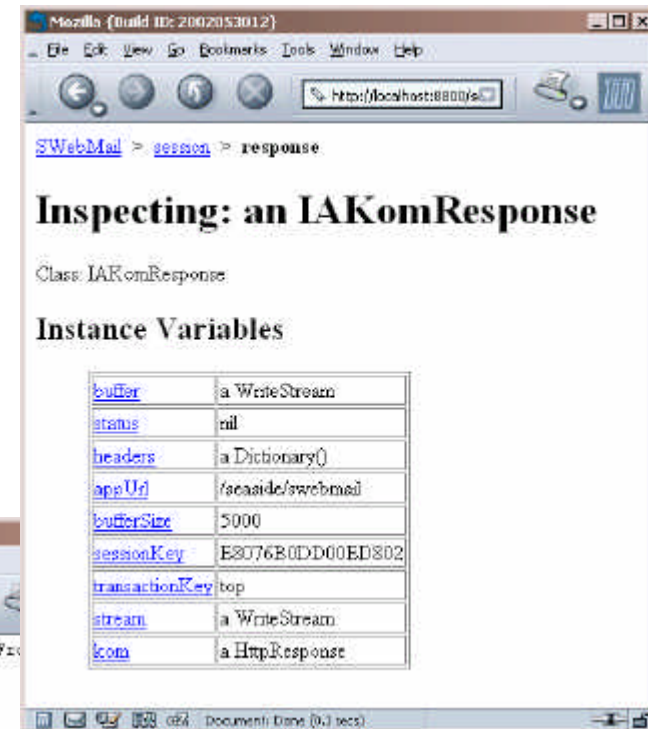 Mozilla {Build ID: 2002053012}
File Edit View Go Bookmarks Tools Window Help
http://localhost:8800/s
SWebMail > session > response
Inspecting: an IAKomResponse
Class: IAKomResponse
Instance Variables
buffer a WriteStream
status nil
headers a Dictionary()
appUrl /seaside/swebmail
bufferSize 5000
sessionKey E8076B0DD00ED802
transactionKey top
stream a WriteStream
kom a HttpResponse
Document: Done (0.3 secs)